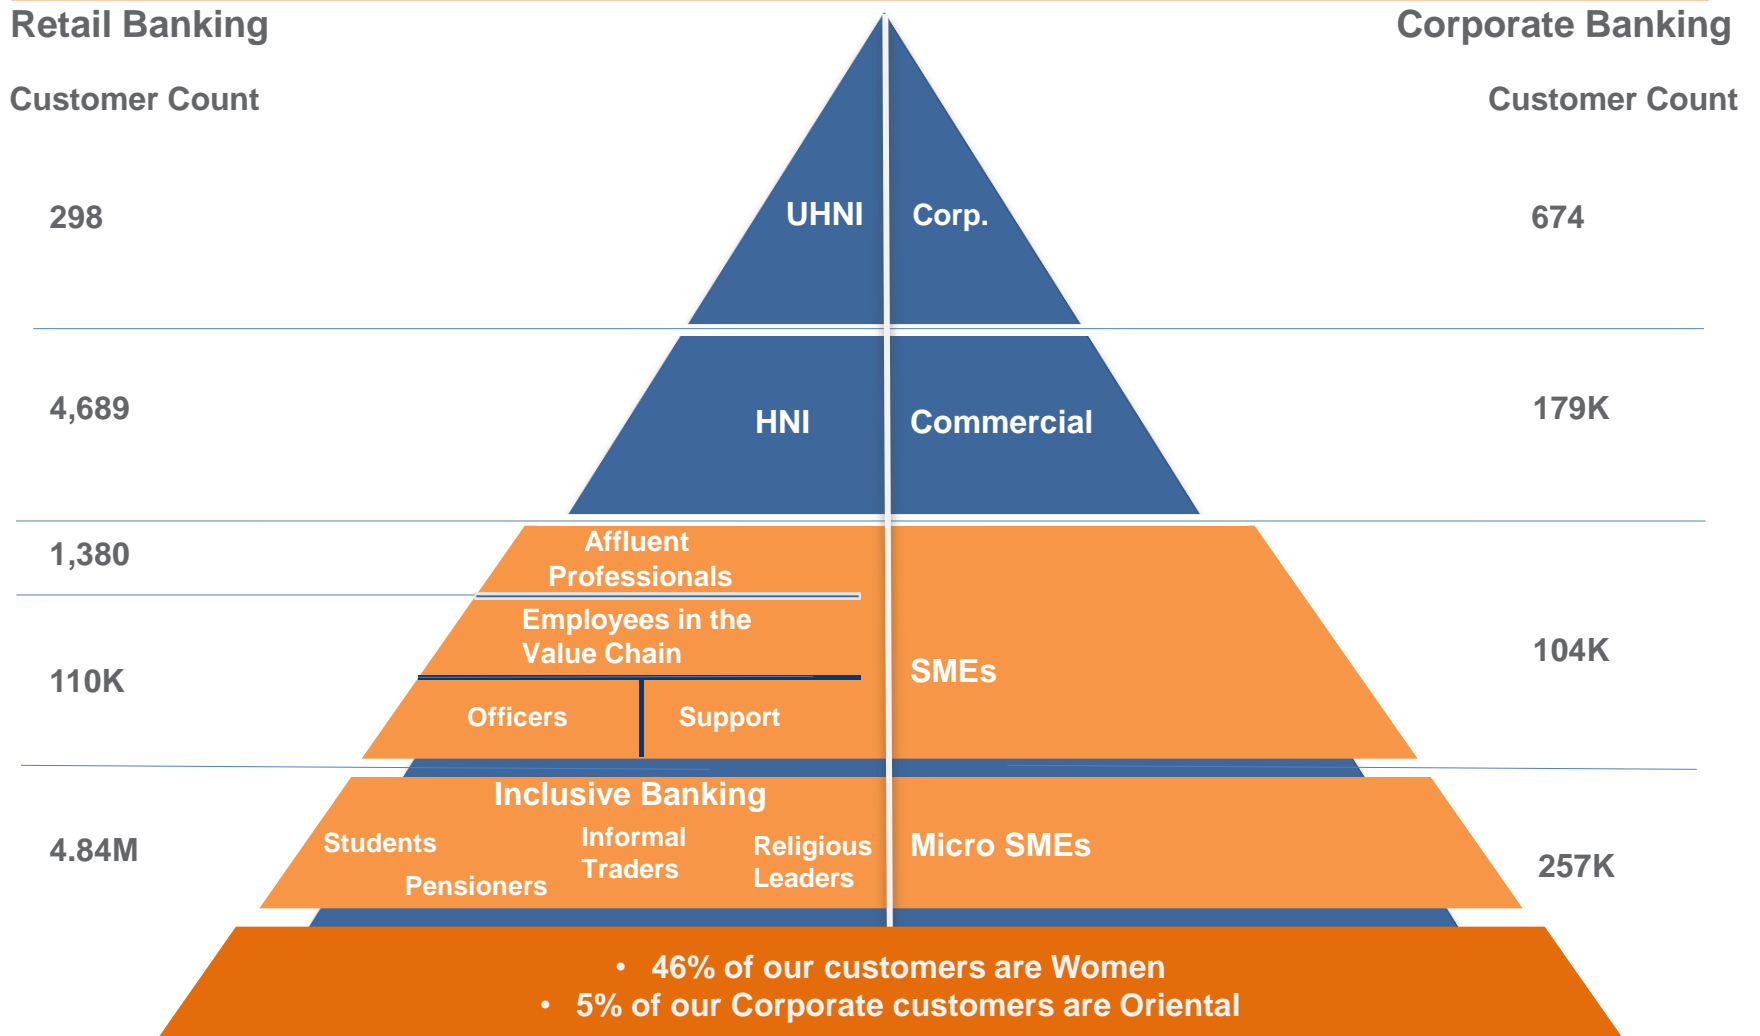 Retail Banking
Corporate Banking
Customer Count
Customer Count
298
UHNI
Corp.
674
4,689
HNI
Commercial
179K
1,380
Affluent
Professionals
Employees in the
Value Chain
110K
SMEs
104K
Officers
Support
Inclusive Banking
4.84M
Students
Pensioners
Informal
Traders
Religious
Leaders
Micro SMEs
257K
• 46% of our customers are Women
• 5% of our Corporate customers are Oriental